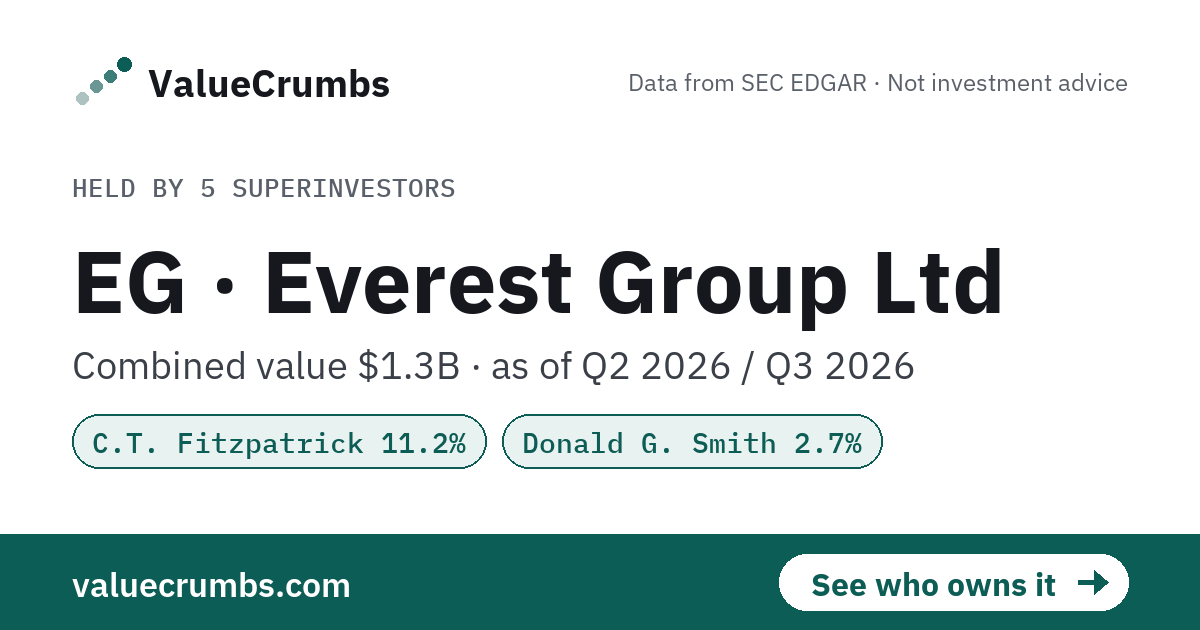 ValueCrumbs
Data from SEC EDGAR · Not investment advice
HELD BY 5 SUPERINVESTORS
EG · Everest Group Ltd
Combined value $1.3B · as of Q2 2026 / Q3 2026
C.T. Fitzpatrick 11.2%
Donald G. Smith 2.7%
valuecrumbs.com
See who owns it →